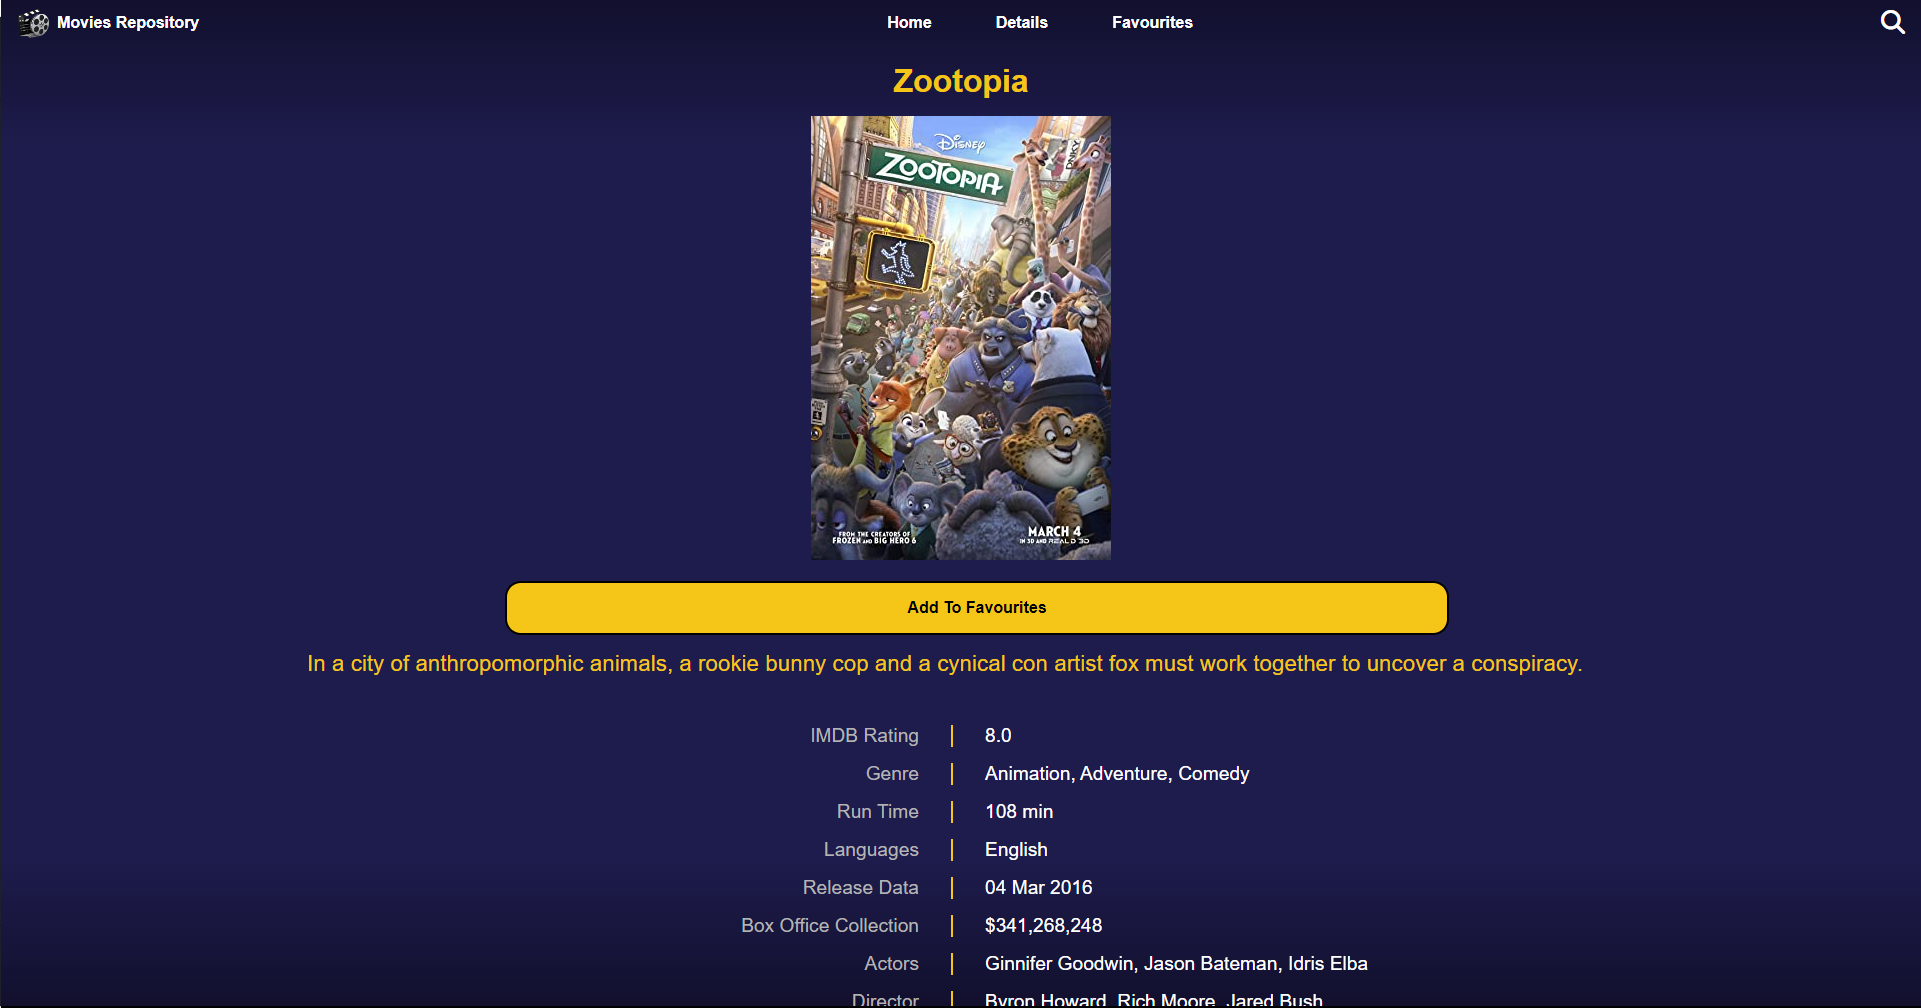 Movies Repository
Home
Details
Favourites
Zootopia
DISNEY
ZOOTOPIA
DNKY
FROM THE CREATORS OF
FROZEN AND BIG HERO 6
MARCH 4
IN 3D AND REAL D 3D
Add To Favourites
In a city of anthropomorphic animals, a rookie bunny cop and a cynical con artist fox must work together to uncover a conspiracy.
IMDB Rating | 8.0
Genre | Animation, Adventure, Comedy
Run Time | 108 min
Languages | English
Release Data | 04 Mar 2016
Box Office Collection | $341,268,248
Actors | Ginnifer Goodwin, Jason Bateman, Idris Elba
Director | Byron Howard, Rich Moore, Jared Bush